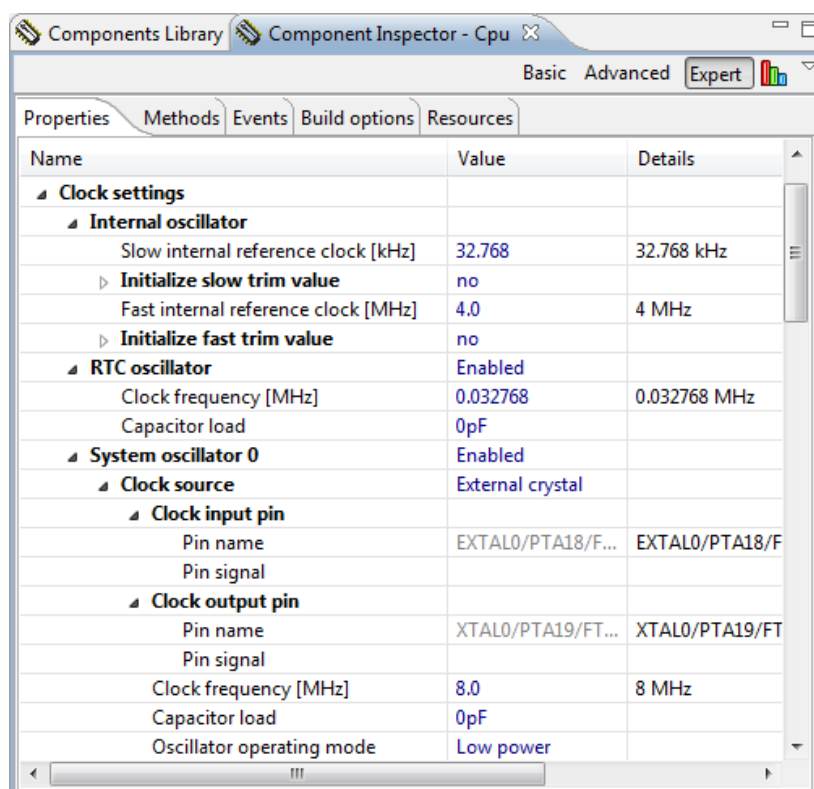 Components Library Component Inspector - Cpu
Basic Advanced Expert
Properties Methods Events Build options Resources
Name Value Details
Clock settings
Internal oscillator
Slow internal reference clock [kHz] 32.768 32.768 kHz
Initialize slow trim value no
Fast internal reference clock [MHz] 4.0 4 MHz
Initialize fast trim value no
RTC oscillator Enabled
Clock frequency [MHz] 0.032768 0.032768 MHz
Capacitor load 0pF
System oscillator 0 Enabled
Clock source External crystal
Clock input pin
Pin name EXTAL0/PTA18/F... EXTAL0/PTA18/F
Pin signal
Clock output pin
Pin name XTAL0/PTA19/FT... XTAL0/PTA19/FT
Pin signal
Clock frequency [MHz] 8.0 8 MHz
Capacitor load 0pF
Oscillator operating mode Low power